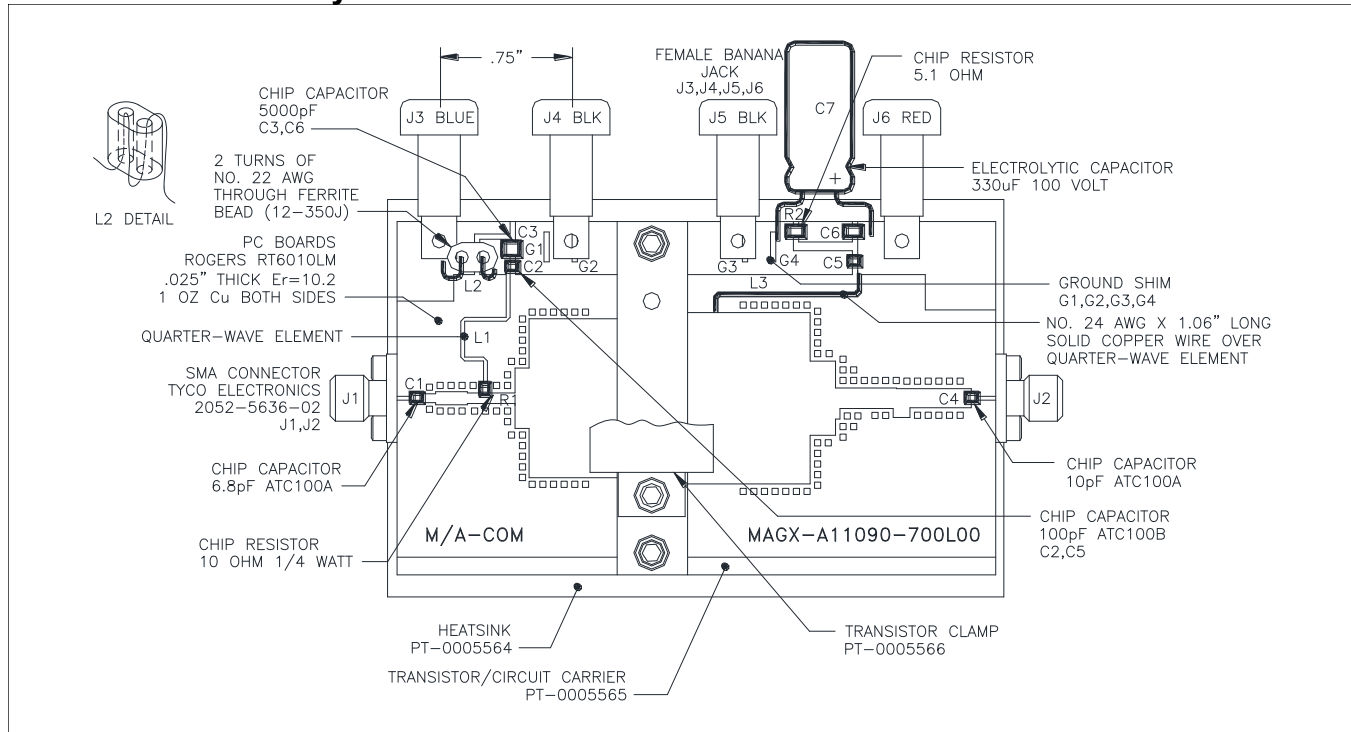 .75"
FEMALE BANANA
JACK
J3,J4,J5,J6
CHIP RESISTOR
5.1 OHM
CHIP CAPACITOR
5000pF
C3,C6
J3 BLUE
J4 BLK
J5 BLK
C7
J6 RED
+
ELECTROLYTIC CAPACITOR
330uF 100 VOLT
2 TURNS OF
NO. 22 AWG
THROUGH FERRITE
BEAD (12-350J)
L2 DETAIL
PC BOARDS
ROGERS RT6010LM
.025" THICK Er=10.2
1 OZ Cu BOTH SIDES
C3
G1
C2
L2
G2
R2
C6
G3
G4
C5
L3
GROUND SHIM
G1,G2,G3,G4
NO. 24 AWG X 1.06" LONG
SOLID COPPER WIRE OVER
QUARTER-WAVE ELEMENT
QUARTER-WAVE ELEMENT
L1
SMA CONNECTOR
TYCO ELECTRONICS
2052-5636-02
J1,J2
J1
C1
R1
C4
J2
CHIP CAPACITOR
6.8pF ATC100A
CHIP CAPACITOR
10pF ATC100A
CHIP RESISTOR
10 OHM 1/4 WATT
M/A-COM
MAGX-A11090-700L00
CHIP CAPACITOR
100pF ATC100B
C2,C5
HEATSINK
PT-0005564
TRANSISTOR CLAMP
PT-0005566
TRANSISTOR/CIRCUIT CARRIER
PT-0005565